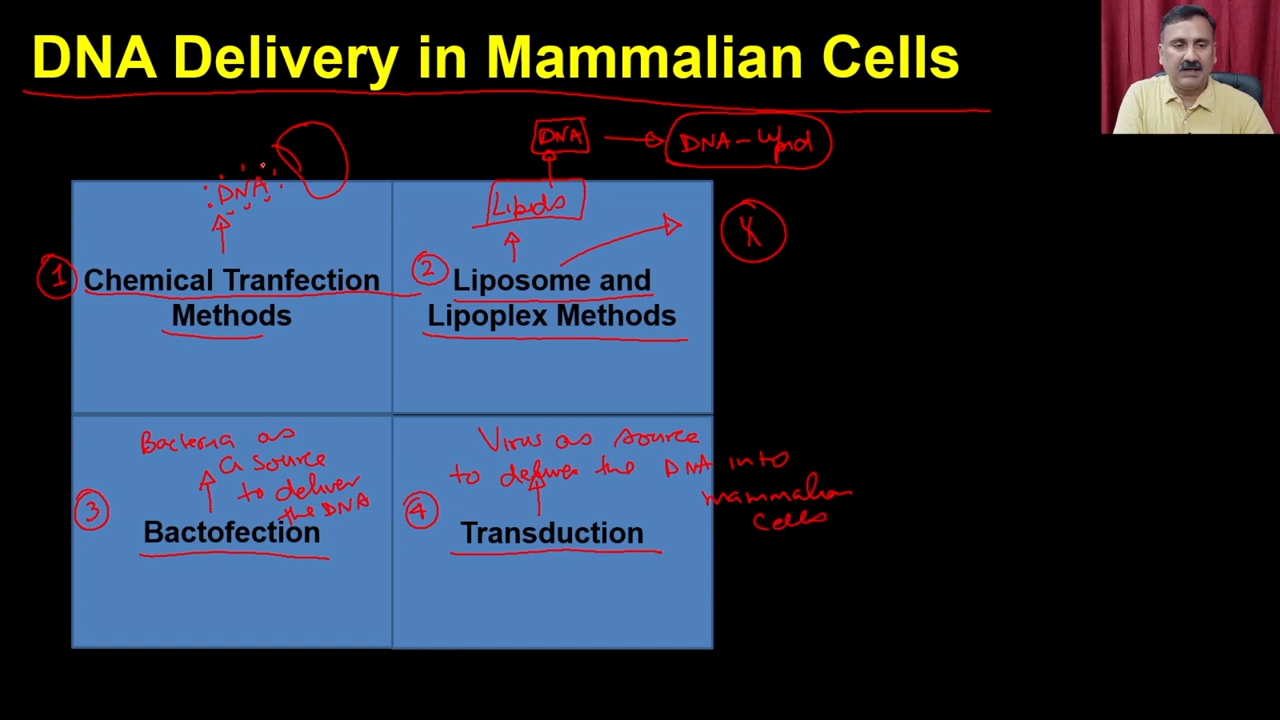 DNA Delivery in Mammalian Cells
DNA → DNA-Lipid
DNA
Lipids
1
Chemical Tranfection
Methods
2
Liposome and
Lipoplex Methods
Bacteria as
a source
to deliver
the DNA
3
Bactofection
Virus as source
to deliver the DNA into
mammalian
cells
4
Transduction